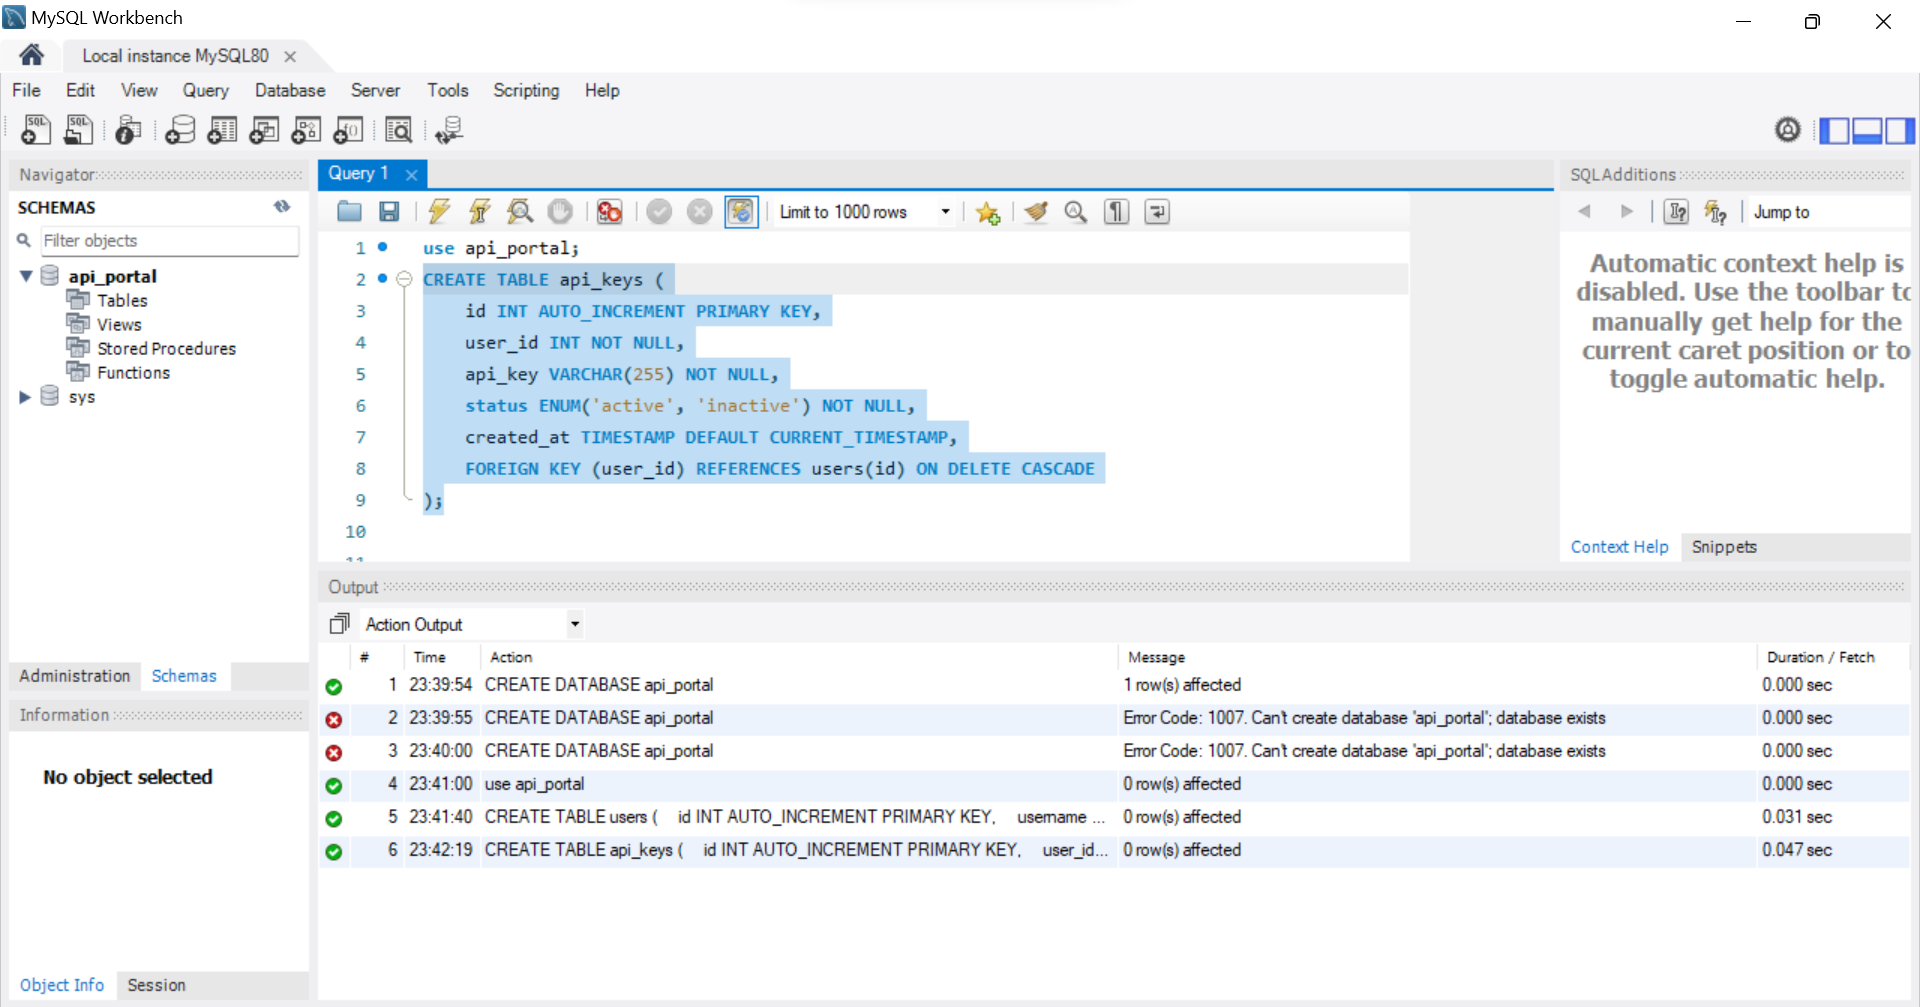 MySQL Workbench
Local instance MySQL80
File Edit View Query Database Server Tools Scripting Help
Navigator
SCHEMAS
Filter objects
api_portal
Tables
Views
Stored Procedures
Functions
sys
Administration Schemas
Information
No object selected
Object Info Session
Query 1
Limit to 1000 rows
1 use api_portal;
2 CREATE TABLE api_keys (
3 id INT AUTO_INCREMENT PRIMARY KEY,
4 user_id INT NOT NULL,
5 api_key VARCHAR(255) NOT NULL,
6 status ENUM('active', 'inactive') NOT NULL,
7 created_at TIMESTAMP DEFAULT CURRENT_TIMESTAMP,
8 FOREIGN KEY (user_id) REFERENCES users(id) ON DELETE CASCADE
9 );
10
11
SQLAdditions
Jump to
Automatic context help is
disabled. Use the toolbar to
manually get help for the
current caret position or to
toggle automatic help.
Context Help Snippets
Output
Action Output
# Time Action Message Duration / Fetch
1 23:39:54 CREATE DATABASE api_portal 1 row(s) affected 0.000 sec
2 23:39:55 CREATE DATABASE api_portal Error Code: 1007. Can't create database 'api_portal'; database exists 0.000 sec
3 23:40:00 CREATE DATABASE api_portal Error Code: 1007. Can't create database 'api_portal'; database exists 0.000 sec
4 23:41:00 use api_portal 0 row(s) affected 0.000 sec
5 23:41:40 CREATE TABLE users ( id INT AUTO_INCREMENT PRIMARY KEY, username ... 0 row(s) affected 0.031 sec
6 23:42:19 CREATE TABLE api_keys ( id INT AUTO_INCREMENT PRIMARY KEY, user_id... 0 row(s) affected 0.047 sec